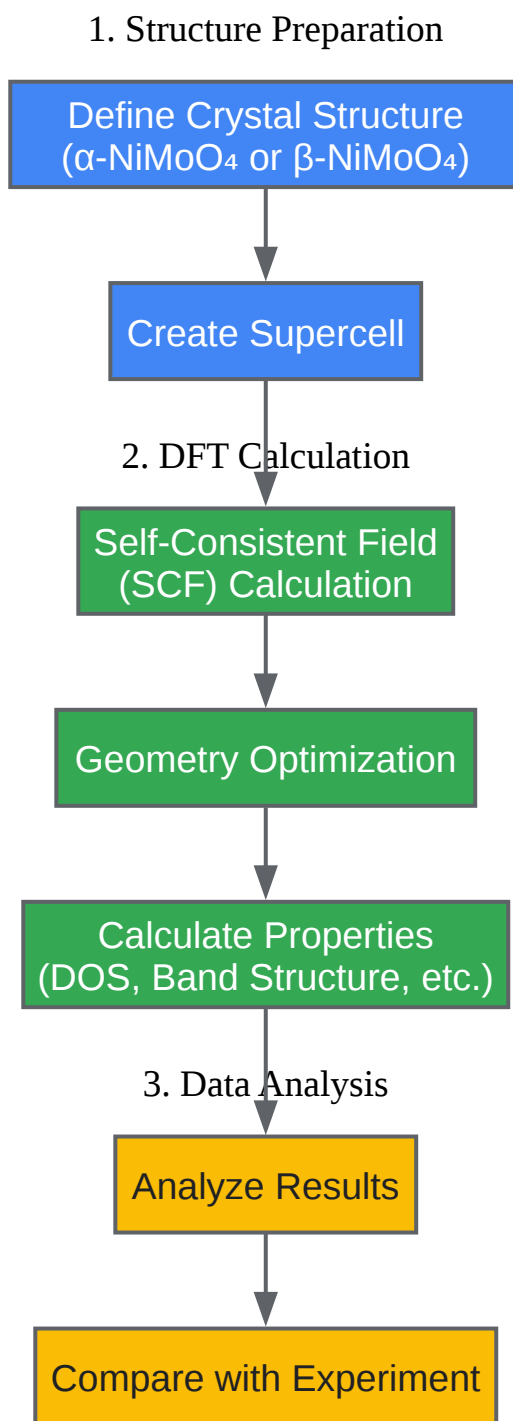 1. Structure Preparation
Define Crystal Structure
(α-NiMoO₄ or β-NiMoO₄)
Create Supercell
2. DFT Calculation
Self-Consistent Field
(SCF) Calculation
Geometry Optimization
Calculate Properties
(DOS, Band Structure, etc.)
3. Data Analysis
Analyze Results
Compare with Experiment